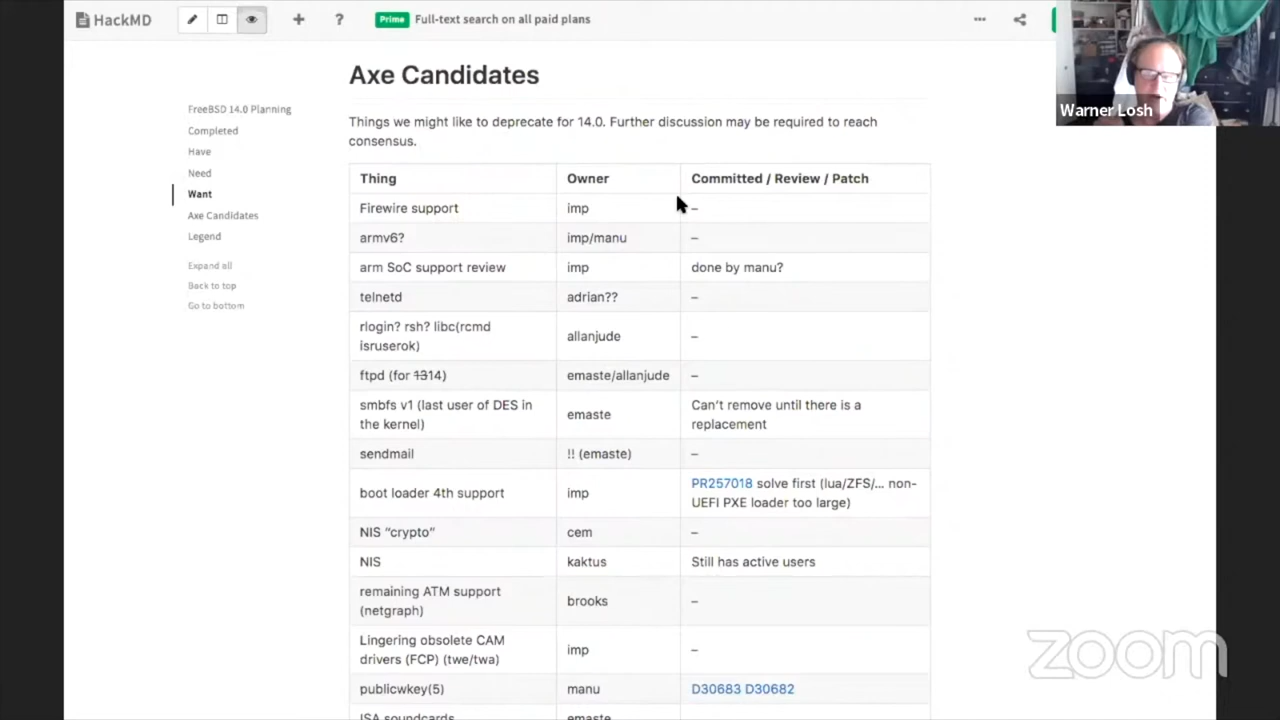 HackMD
Prime Full-text search on all paid plans
Warner Losh
FreeBSD 14.0 Planning
Completed
Have
Need
Want
Axe Candidates
Legend
Expand all
Back to top
Go to bottom
Axe Candidates
Things we might like to deprecate for 14.0. Further discussion may be required to reach
consensus.
Thing Owner Committed / Review / Patch
Firewire support imp –
armv6? imp/manu –
arm SoC support review imp done by manu?
telnetd adrian?? –
rlogin? rsh? libc(rcmd
isruserok) allanjude –
ftpd (for 1314) emaste/allanjude –
smbfs v1 (last user of DES in
the kernel) emaste Can't remove until there is a
replacement
sendmail !! (emaste) –
boot loader 4th support imp PR257018 solve first (lua/ZFS/... non-
UEFI PXE loader too large)
NIS "crypto" cem –
NIS kaktus Still has active users
remaining ATM support
(netgraph) brooks –
Lingering obsolete CAM
drivers (FCP) (twe/twa) imp –
publicwkey(5) manu D30683 D30682
ISA soundcards emaste
zoom